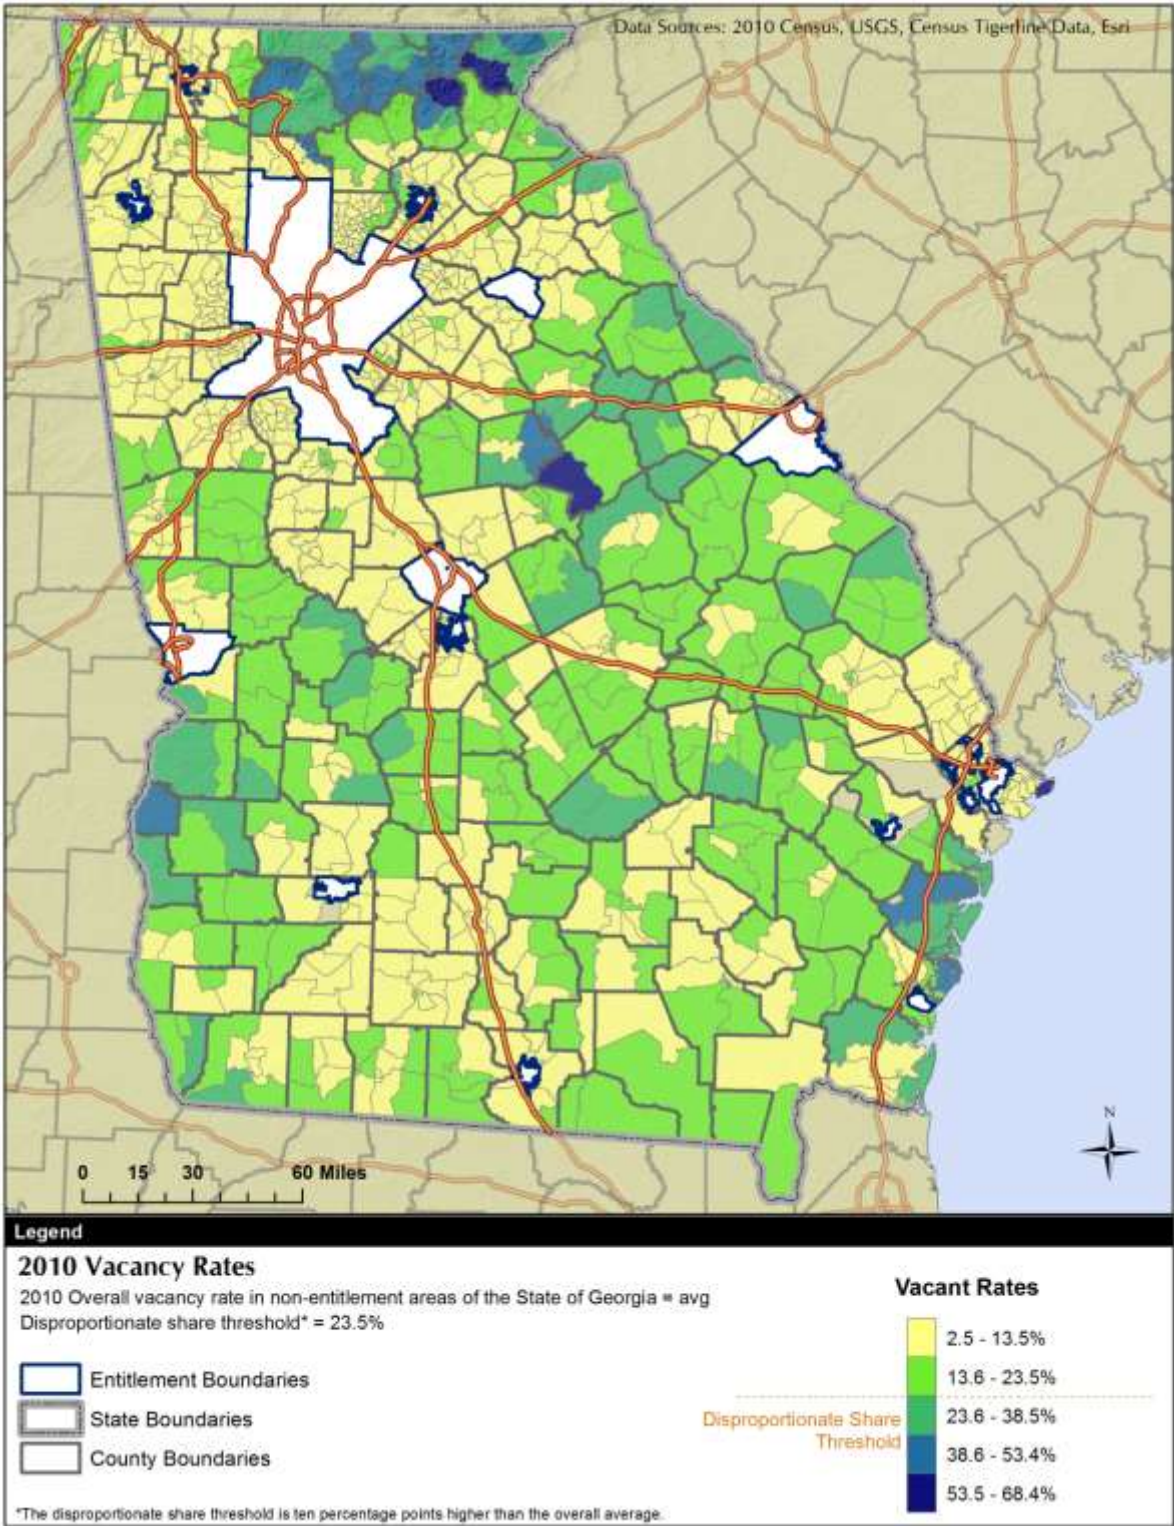 Data Sources: 2010 Census, USGS, Census Tigerline Data, Esri
N
0 15 30 60 Miles
Legend
2010 Vacancy Rates
2010 Overall vacancy rate in non-entitlement areas of the State of Georgia = avg
Disproportionate share threshold* = 23.5%
Entitlement Boundaries
State Boundaries
County Boundaries
*The disproportionate share threshold is ten percentage points higher than the overall average.
Vacant Rates
2.5 - 13.5%
13.6 - 23.5%
Disproportionate Share
Threshold
23.6 - 38.5%
38.6 - 53.4%
53.5 - 68.4%